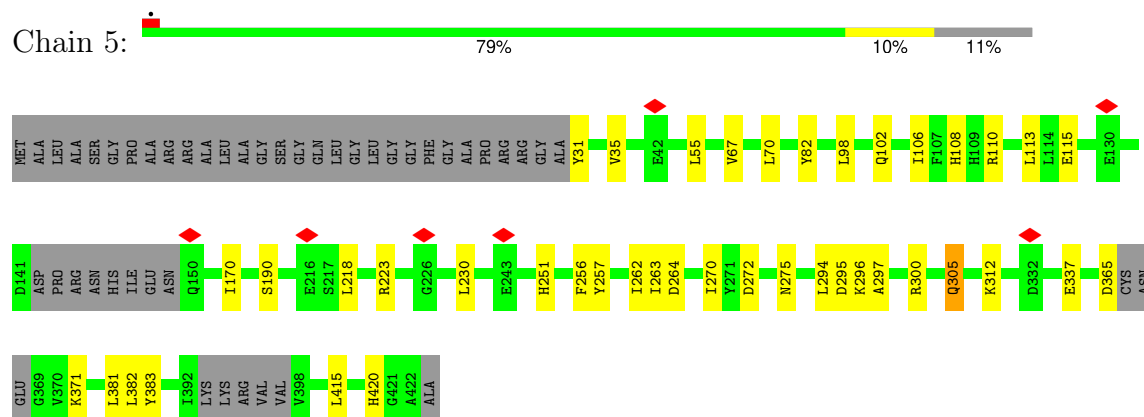 Chain 5:
79% 10% 11%
MET ALA LEU ALA SER GLY PRO ALA ARG ARG ALA LEU ALA GLY SER GLY GLN LEU GLY LEU GLY GLY PHE GLY ALA PRO ARG ARG GLY ALA Y31 V35 E42 L55 V67 L70 Y82 L98 Q102 I106 F107 H108 H109 R110 L113 L114 E115 E130
D141 ASP PRO ARG ASN HIS ILE GLU ASN Q150 I170 S190 E216 S217 L218 R223 G226 L230 E243 H251 F256 Y257 I262 I263 D264 I270 Y271 D272 N275 L294 D295 K296 A297 R300 Q305 K312 D332 E337 D365 CYS ASN
GLU G369 V370 K371 L381 L382 Y383 I392 LYS LYS ARG VAL VAL V398 L415 H420 G421 A422 ALA